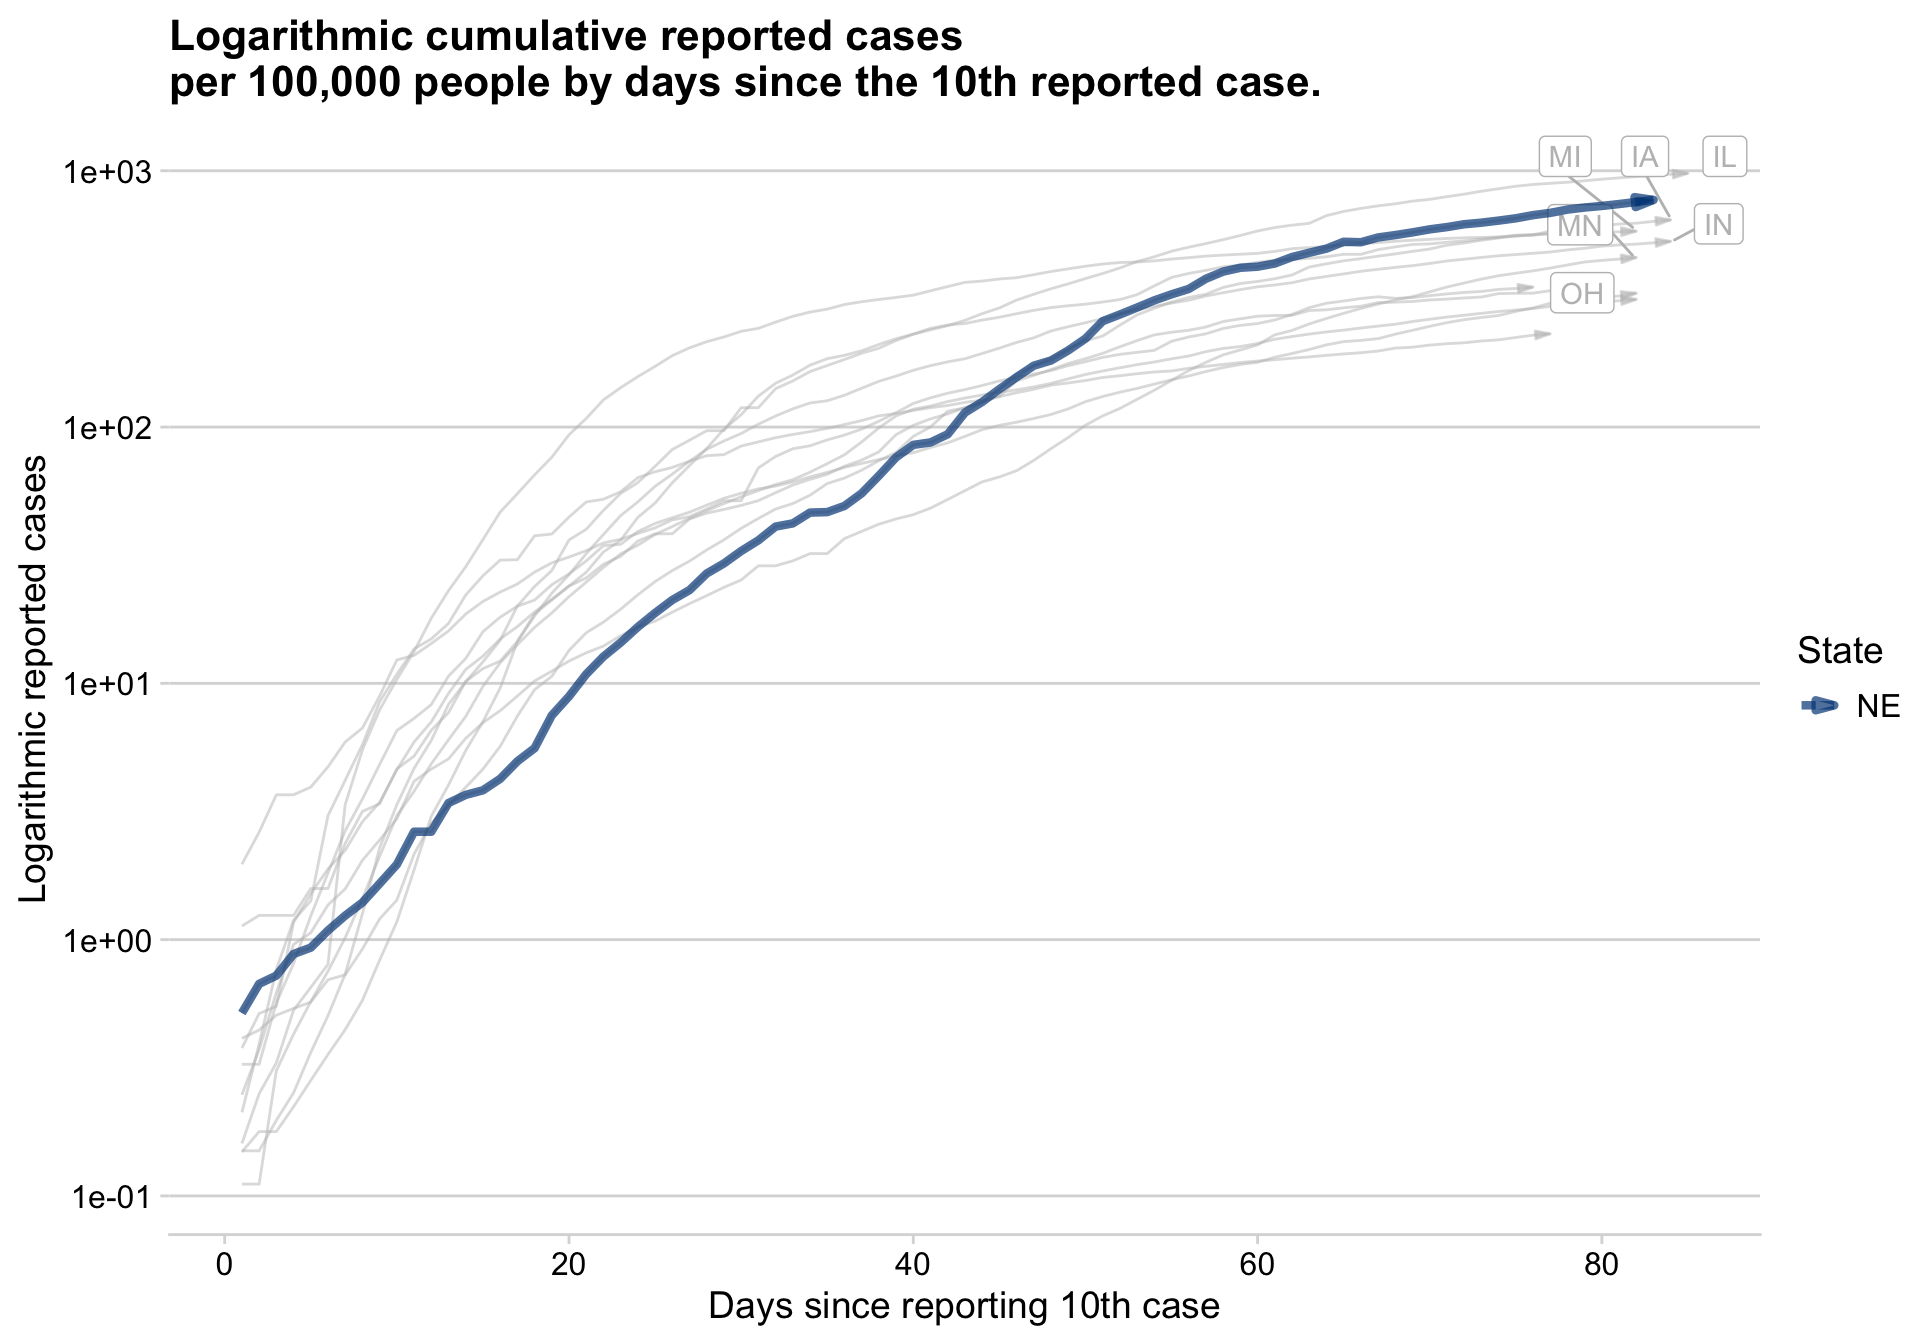 Logarithmic cumulative reported cases
per 100,000 people by days since the 10th reported case.
Logarithmic reported cases
1e+03
1e+02
1e+01
1e+00
1e-01
MI
IA
IL
MN
IN
OH
State
NE
0
20
40
60
80
Days since reporting 10th case